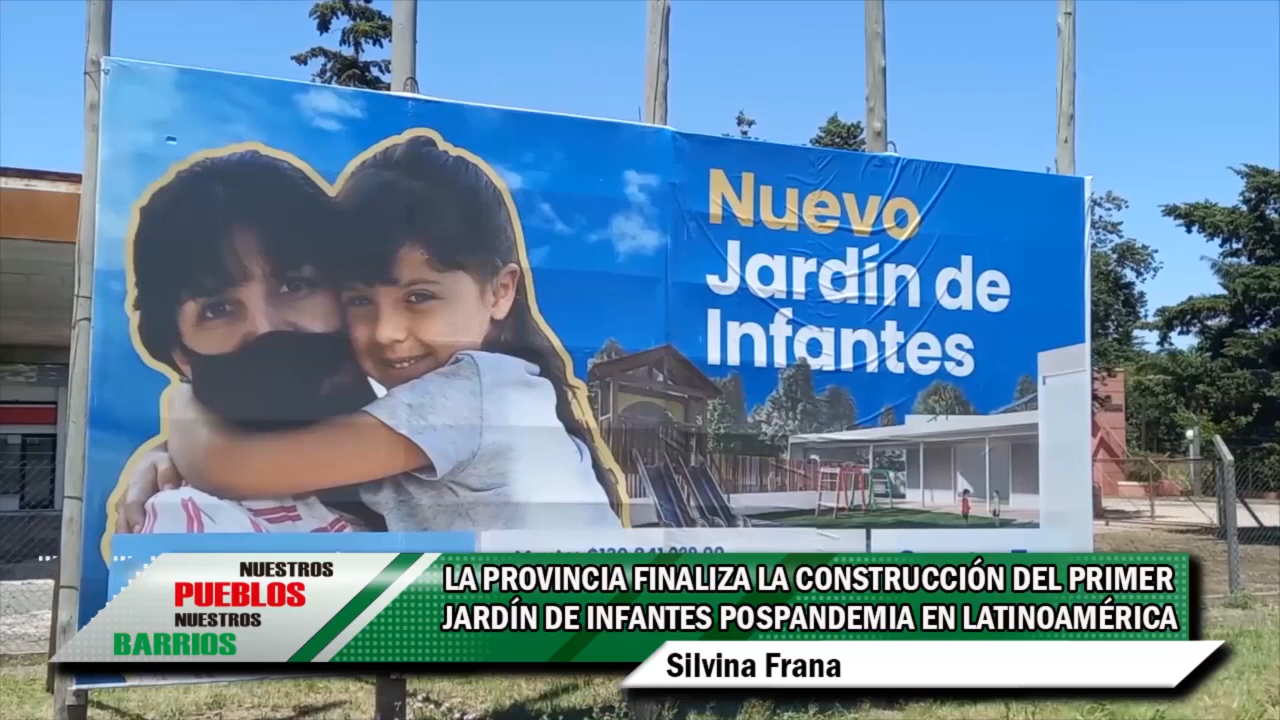 Nuevo
Jardín de
Infantes
NUESTROS
PUEBLOS
NUESTROS
BARRIOS
LA PROVINCIA FINALIZA LA CONSTRUCCIÓN DEL PRIMER
JARDÍN DE INFANTES POSPANDEMIA EN LATINOAMÉRICA
Silvina Frana